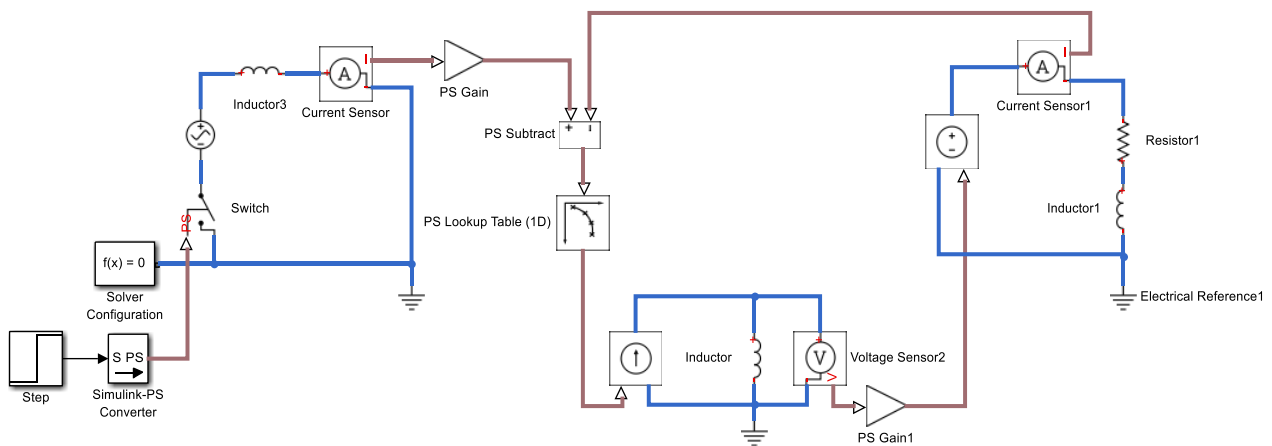 A
Inductor3
Current Sensor
PS Gain
PS Subtract
A
Current Sensor1
Resistor1
Switch
PS
PS Lookup Table (1D)
Inductor1
f(x) = 0
Solver
Configuration
Electrical Reference1
Step
S PS
Simulink-PS
Converter
Inductor
V
V
Voltage Sensor2
PS Gain1